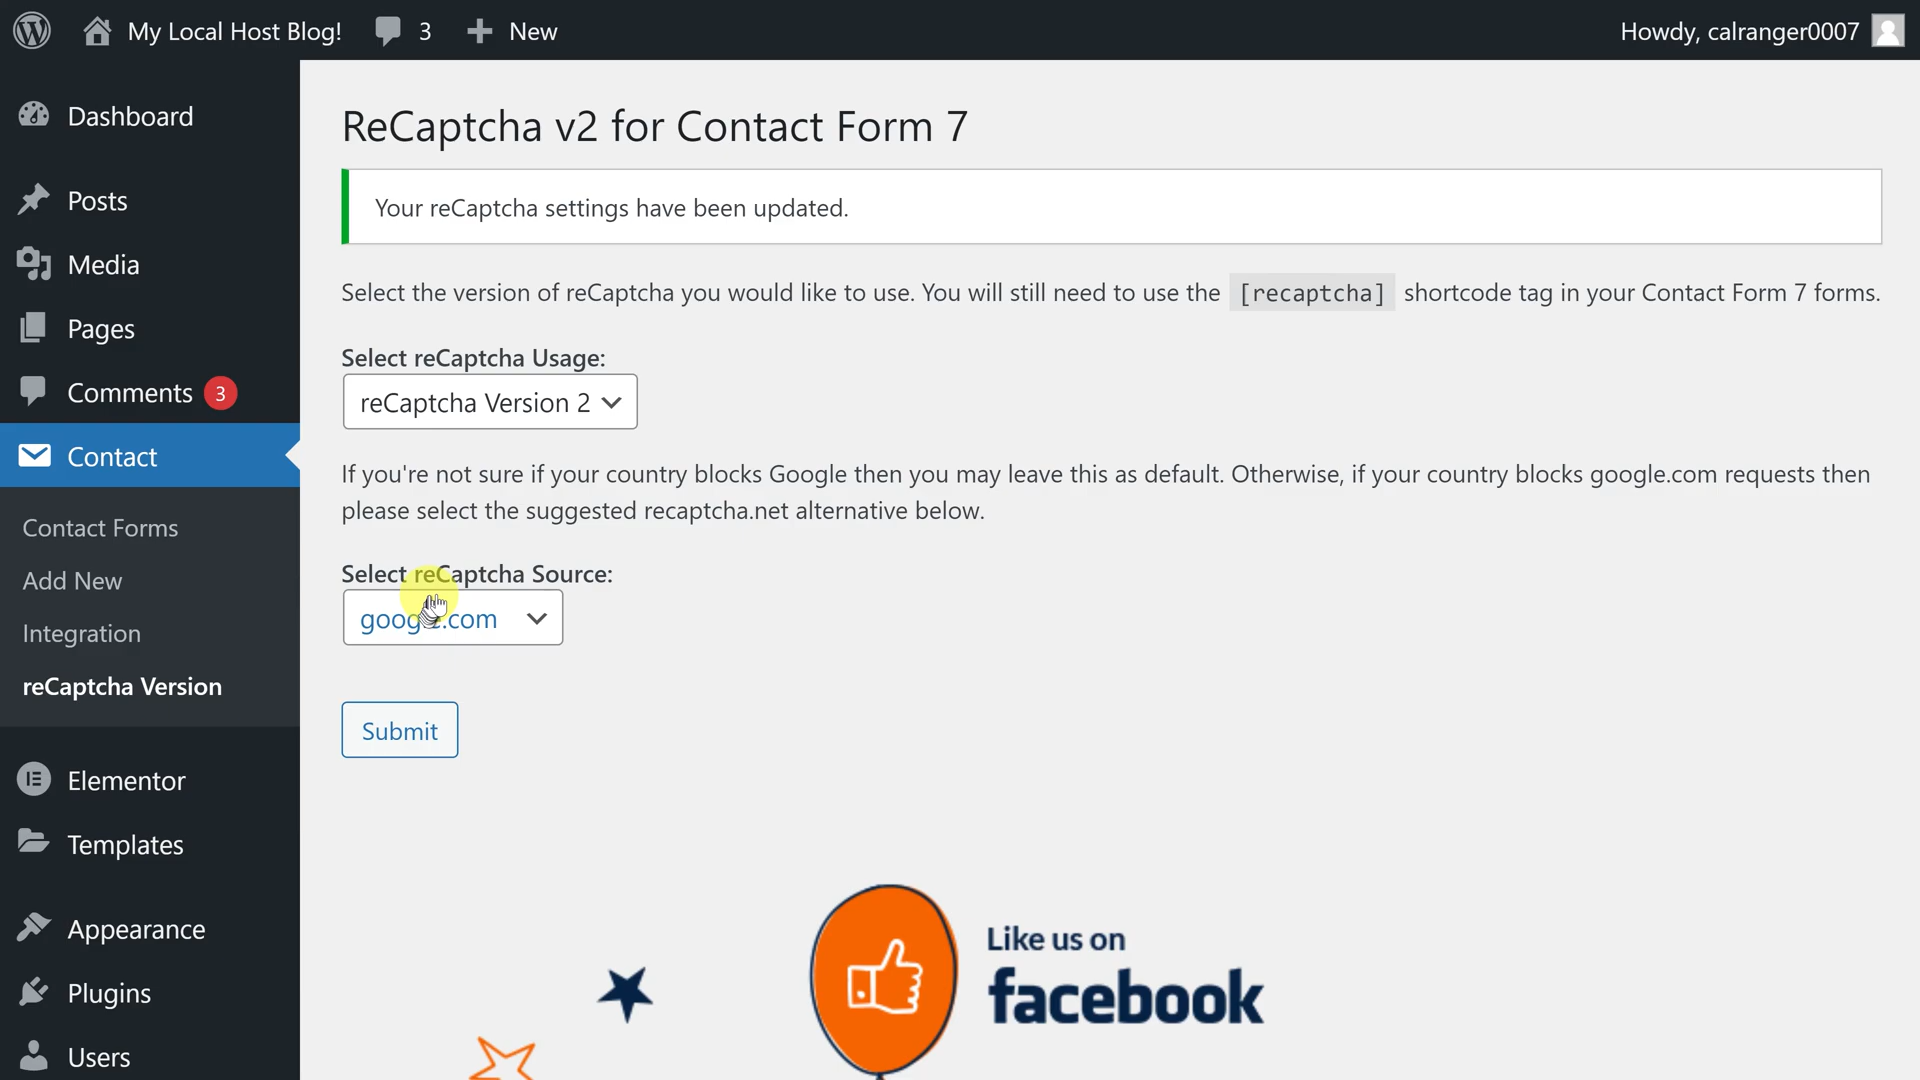 My Local Host Blog!
3
New
Howdy, calranger0007
Dashboard
Posts
Media
Pages
Comments 3
Contact
Contact Forms
Add New
Integration
reCaptcha Version
Elementor
Templates
Appearance
Plugins
Users
ReCaptcha v2 for Contact Form 7
Your reCaptcha settings have been updated.
Select the version of reCaptcha you would like to use. You will still need to use the [recaptcha] shortcode tag in your Contact Form 7 forms.
Select reCaptcha Usage:
reCaptcha Version 2
If you're not sure if your country blocks Google then you may leave this as default. Otherwise, if your country blocks google.com requests then
please select the suggested recaptcha.net alternative below.
Select reCaptcha Source:
google.com
Submit
Like us on
facebook